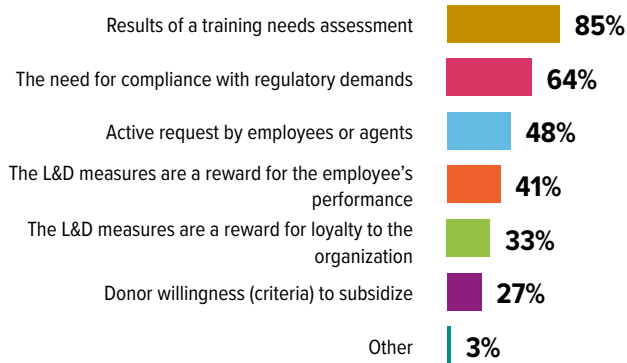 Results of a training needs assessment 85%
The need for compliance with regulatory demands 64%
Active request by employees or agents 48%
The L&D measures are a reward for the employee’s
performance 41%
The L&D measures are a reward for loyalty to the
organization 33%
Donor willingness (criteria) to subsidize 27%
Other 3%